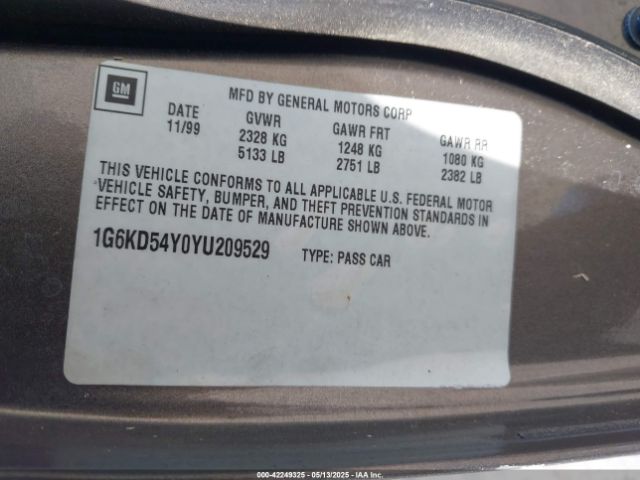 GM
MFD BY GENERAL MOTORS CORP
DATE GVWR GAWR FRT GAWR RR
11/99 2328 KG 1248 KG 1080 KG
5133 LB 2751 LB 2382 LB
THIS VEHICLE CONFORMS TO ALL APPLICABLE U.S. FEDERAL MOTOR
VEHICLE SAFETY, BUMPER, AND THEFT PREVENTION STANDARDS IN
EFFECT ON THE DATE OF MANUFACTURE SHOWN ABOVE.
1G6KD54Y0YU209529 TYPE: PASS CAR
000-42249325 - 05/13/2025 - IAA Inc.